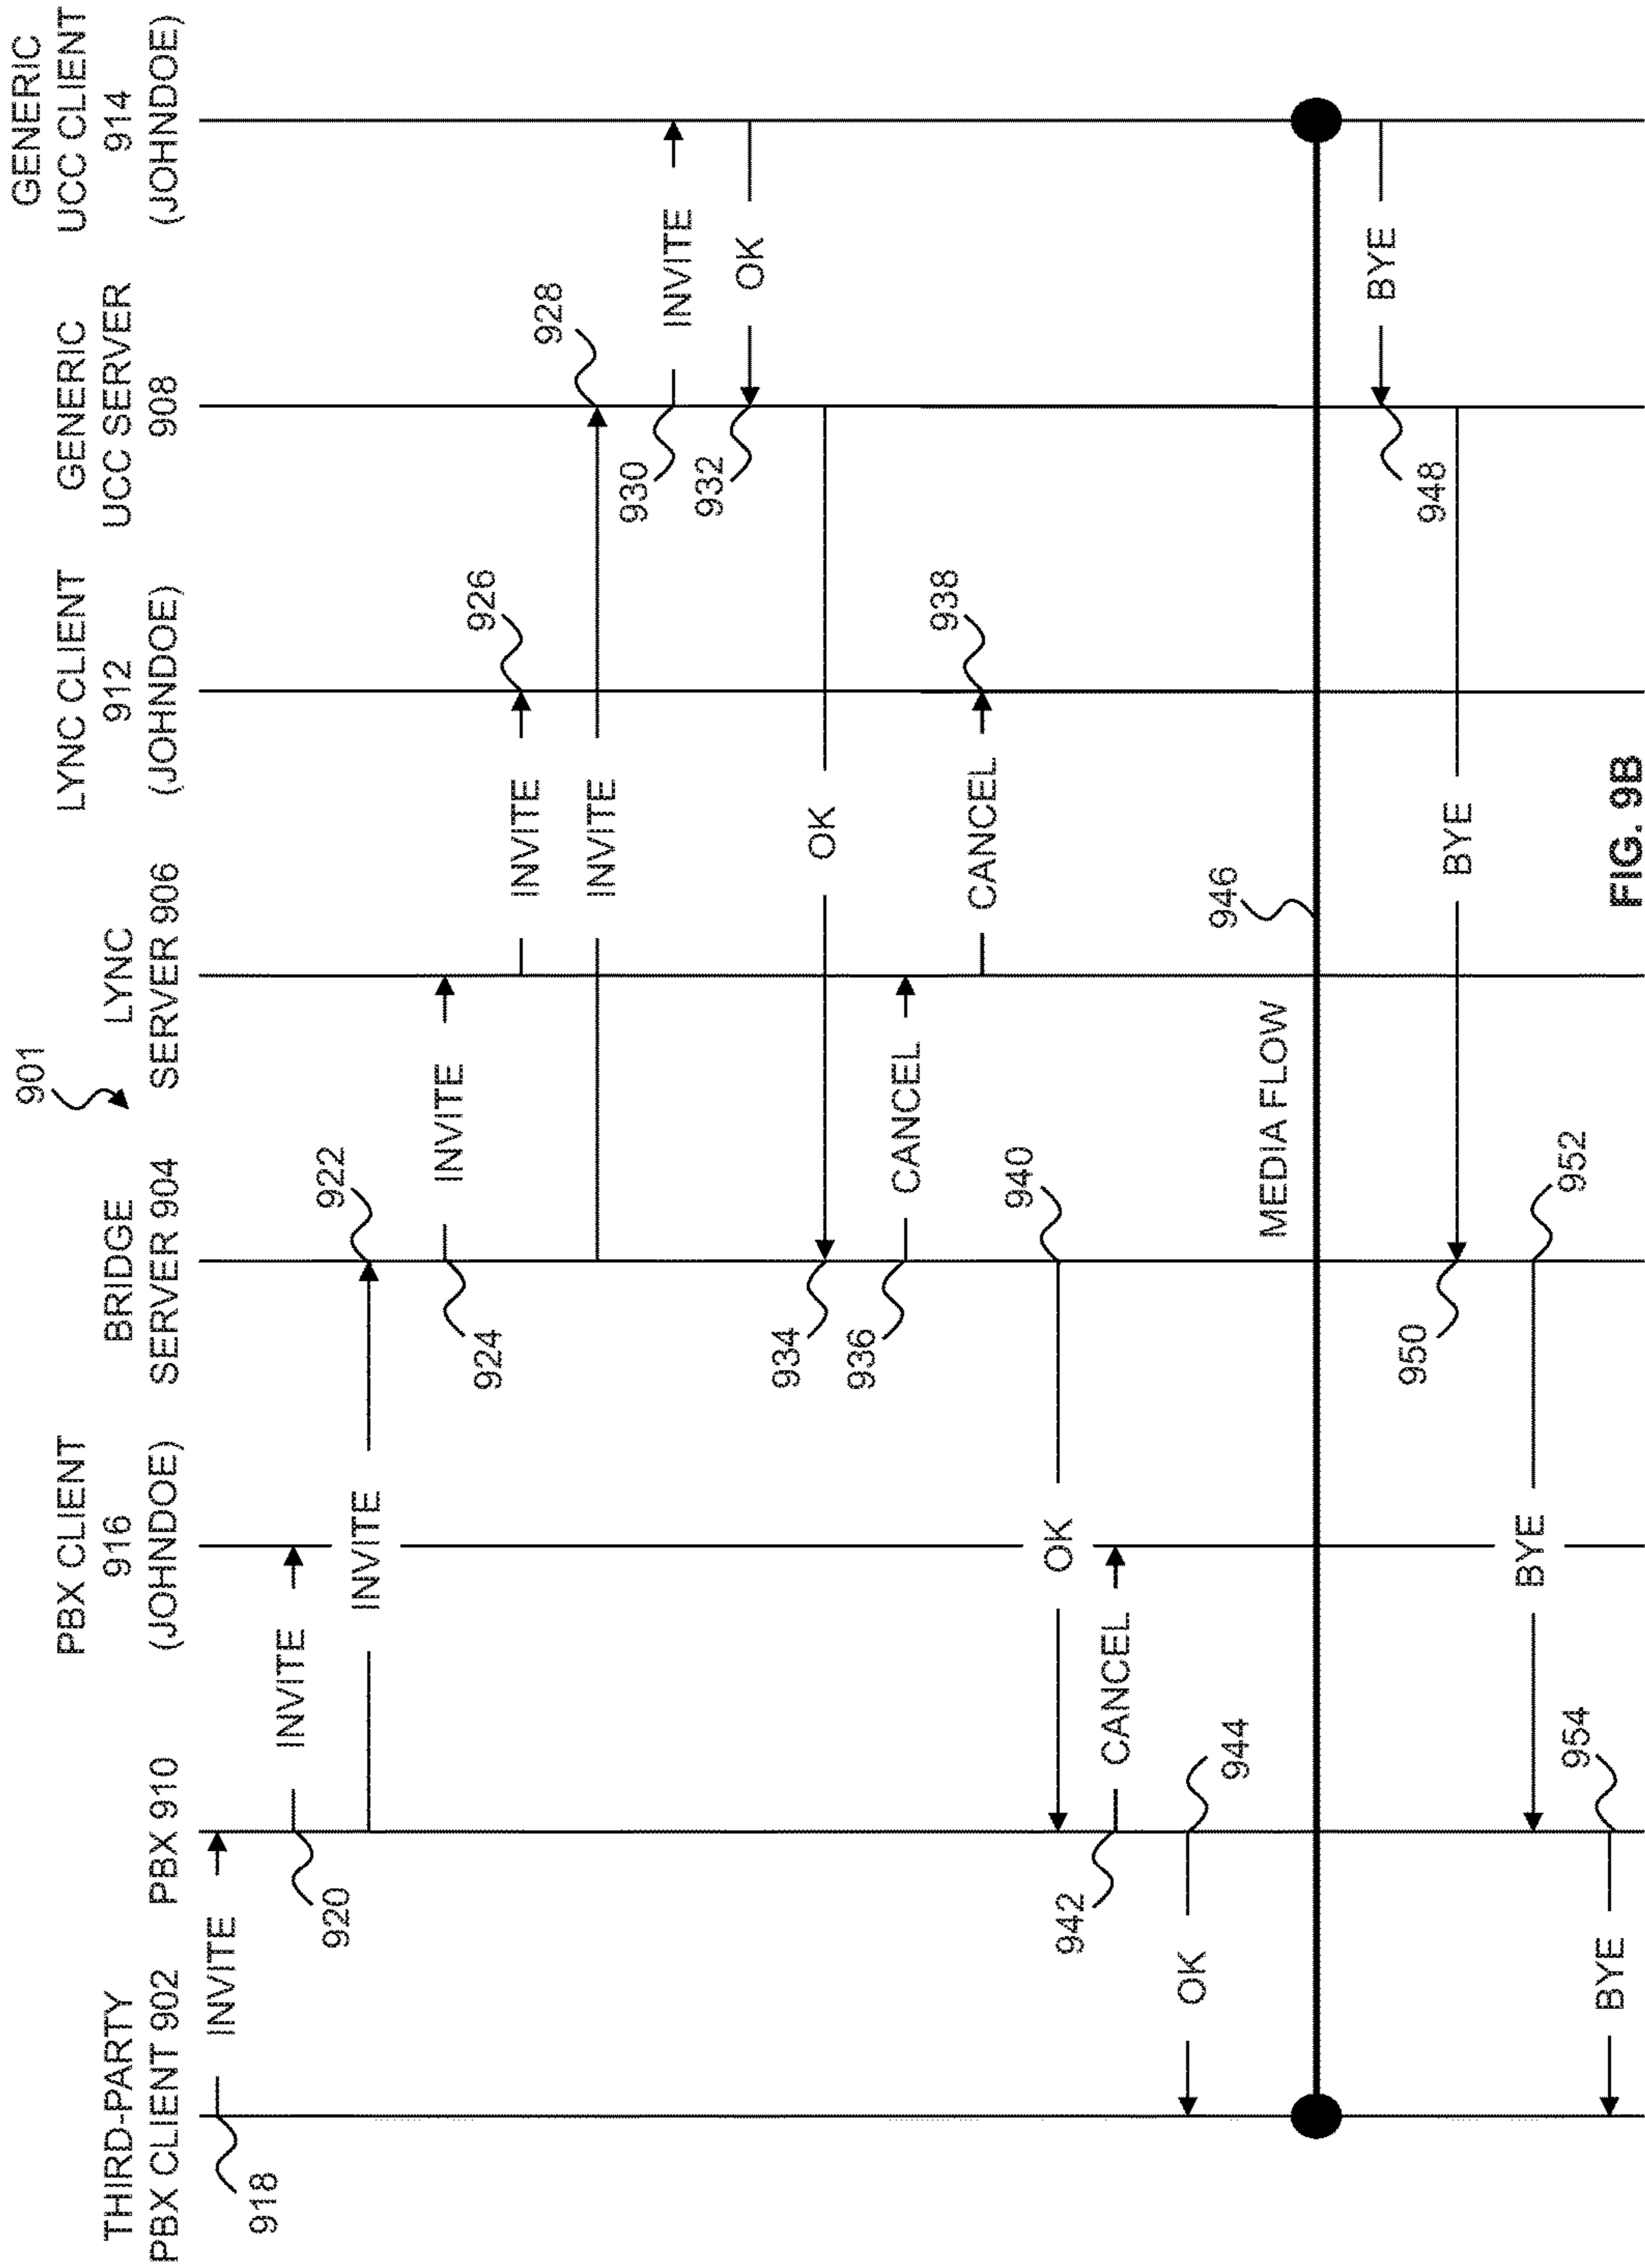 901
THIRD-PARTY
PBX CLIENT 902
PBX 910
PBX CLIENT
916
(JOHNDOE)
BRIDGE
SERVER 904
LYNC
SERVER 906
LYNC CLIENT
912
(JOHNDOE)
GENERIC
UCC SERVER
908
GENERIC
UCC CLIENT
914
(JOHNDOE)
918
INVITE
920
INVITE
INVITE
922
924
INVITE
INVITE
926
INVITE
928
930
INVITE
932
OK
934
OK
936
CANCEL
CANCEL
938
940
OK
942
CANCEL
944
OK
MEDIA FLOW
946
BYE
948
950
BYE
952
BYE
954
BYE
FIG. 9B